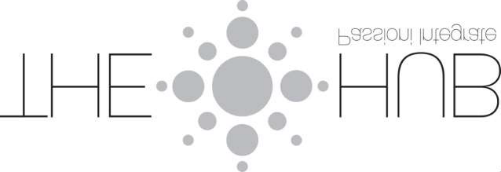 THE HUB
Passioni Integrate